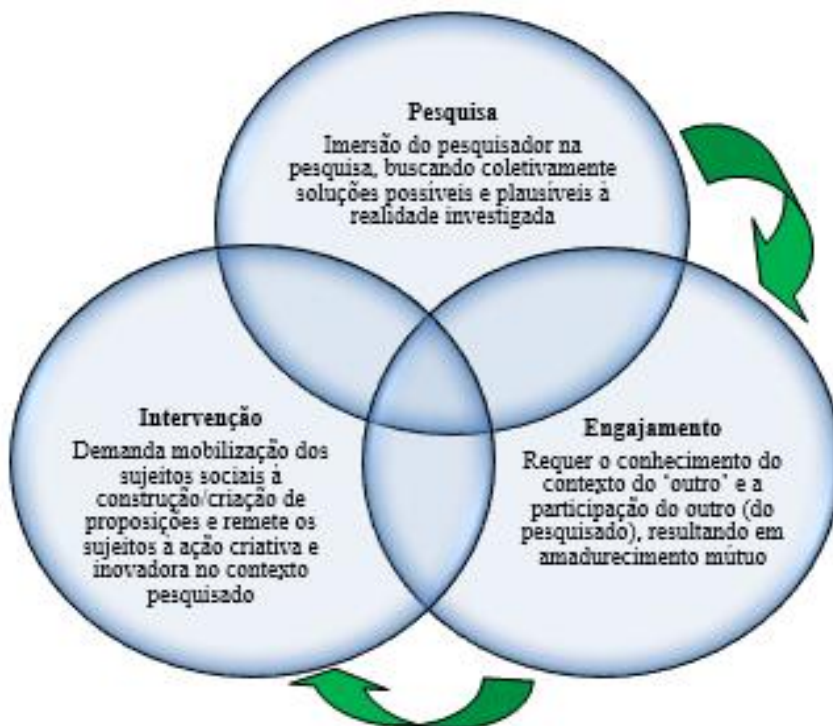 Pesquisa
Imersão do pesquisador na
pesquisa, buscando coletivamente
soluções possíveis e plausíveis à
realidade investigada
Intervenção
Demanda mobilização dos
sujeitos sociais à
construção/criação de
proposições e remete os
sujeitos à ação criativa e
inovadora no contexto
pesquisado
Engajamento
Requer o conhecimento do
contexto do "outro" e a
participação do outro (do
pesquisado), resultando em
amadurecimento mútuo